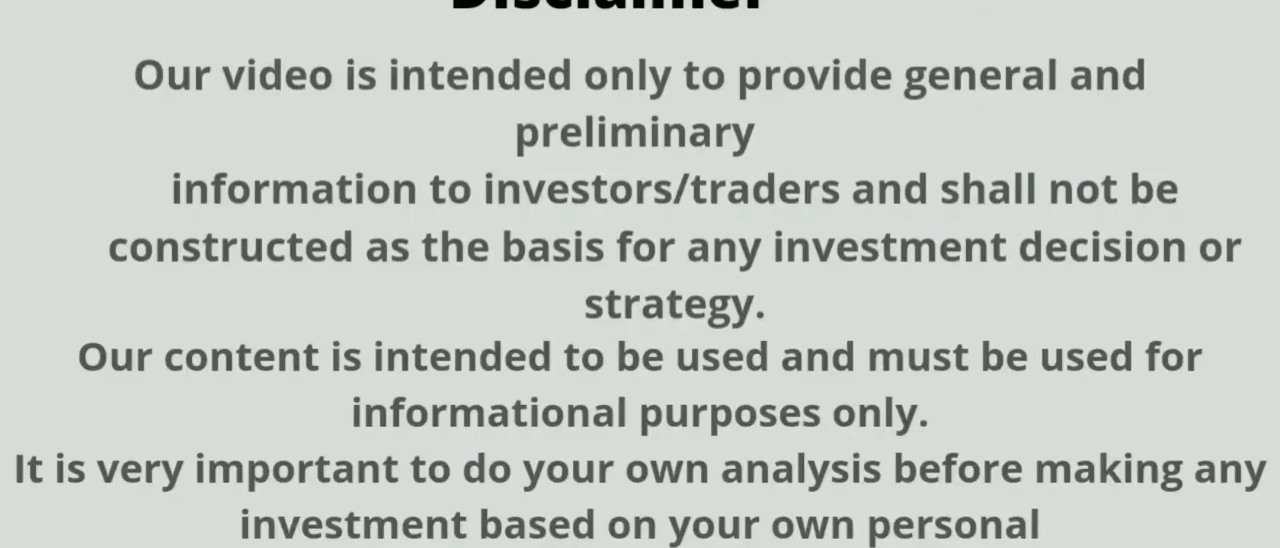 Disclaimer
Our video is intended only to provide general and
preliminary
information to investors/traders and shall not be
constructed as the basis for any investment decision or
strategy.
Our content is intended to be used and must be used for
informational purposes only.
It is very important to do your own analysis before making any
investment based on your own personal